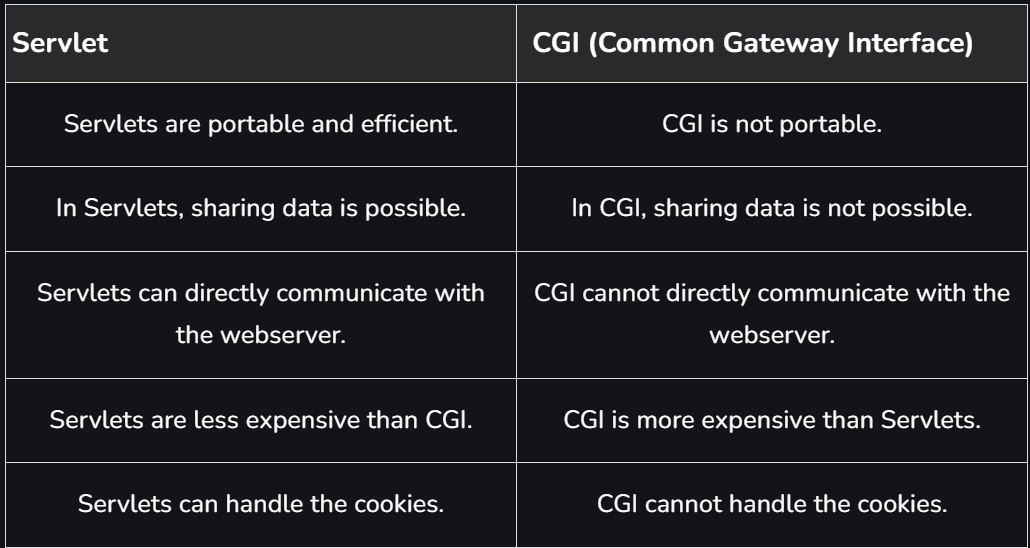 Servlet
CGI (Common Gateway Interface)
Servlets are portable and efficient.
CGI is not portable.
In Servlets, sharing data is possible.
In CGI, sharing data is not possible.
Servlets can directly communicate with
the webserver.
CGI cannot directly communicate with the
webserver.
Servlets are less expensive than CGI.
CGI is more expensive than Servlets.
Servlets can handle the cookies.
CGI cannot handle the cookies.